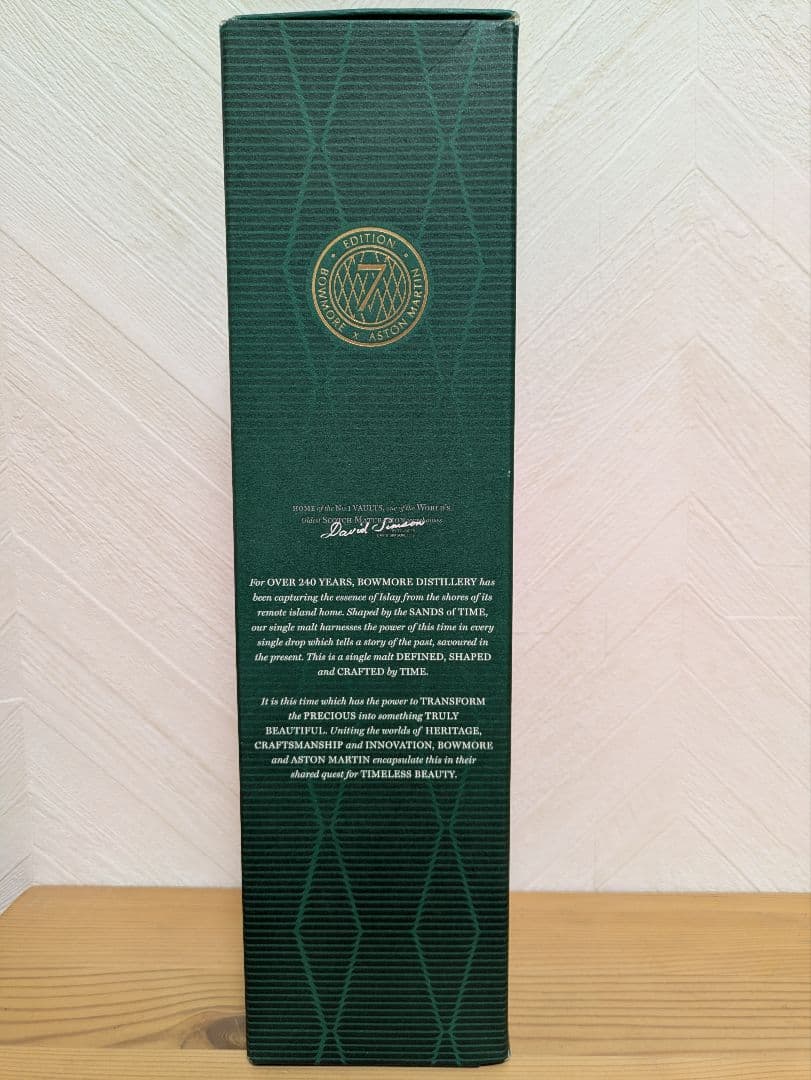 EDITION
7
BOWMORE x ASTON MARTIN
HOME of the No.1 VAULTS, one of the WORLD'S
Oldest SCOTCH MATURATION
David Simson
For OVER 240 YEARS, BOWMORE DISTILLERY has
been capturing the essence of Islay from the shores of its
remote island home. Shaped by the SANDS of TIME,
our single malt harnesses the power of this time in every
single drop which tells a story of the past, savoured in
the present. This is a single malt DEFINED, SHAPED
and CRAFTED by TIME.
It is this time which has the power to TRANSFORM
the PRECIOUS into something TRULY
BEAUTIFUL. Uniting the worlds of HERITAGE,
CRAFTSMANSHIP and INNOVATION, BOWMORE
and ASTON MARTIN encapsulate this in their
shared quest for TIMELESS BEAUTY.